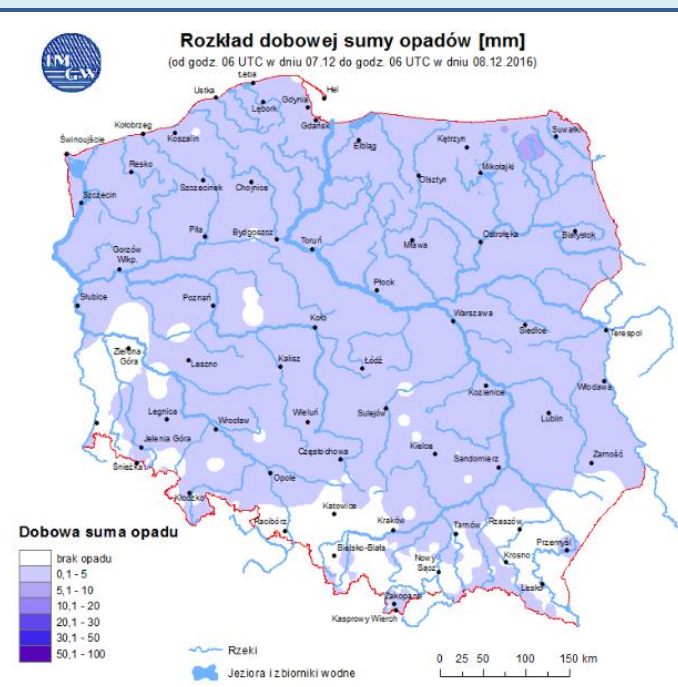 IM
GW
Rozkład dobowej sumy opadów [mm]
(od godz. 06 UTC w dniu 07.12 do godz. 06 UTC w dniu 08.12.2016)
Łeba
Ustka
Hel
Gdynia
Lębork
Kołobrzeg
Gdańsk
Koszalin
Suwałki
Elbląg
Kętrzyn
Świnoujście
Resko
Mikołajki
Olsztyn
Szczecinek
Chojnice
Szczecin
Piła
Bydgoszcz
Toruń
Mława
Ostrołęka
Białystok
Gorzów
Wlkp.
Płock
Słubice
Poznań
Koło
Warszawa
Siedlce
Terespol
Zielona
Góra
Leszno
Kalisz
Łódź
Kozienice
Włodawa
Legnica
Wrocław
Wieluń
Sulejów
Lublin
Jelenia Góra
Częstochowa
Kielce
Sandomierz
Zamość
Śnieżka
Opole
Kłodzko
Katowice
Racibórz
Kraków
Tarnów
Rzeszów
Przemyśl
Bielsko-Biała
Nowy
Sącz
Krosno
Lesko
Zakopane
Kasprowy Wierch
Dobowa suma opadu
brak opadu
0,1 - 5
5,1 - 10
10,1 - 20
20,1 - 30
30,1 - 50
50,1 - 100
Rzeki
Jeziora i zbiorniki wodne
0 25 50 100 150 km